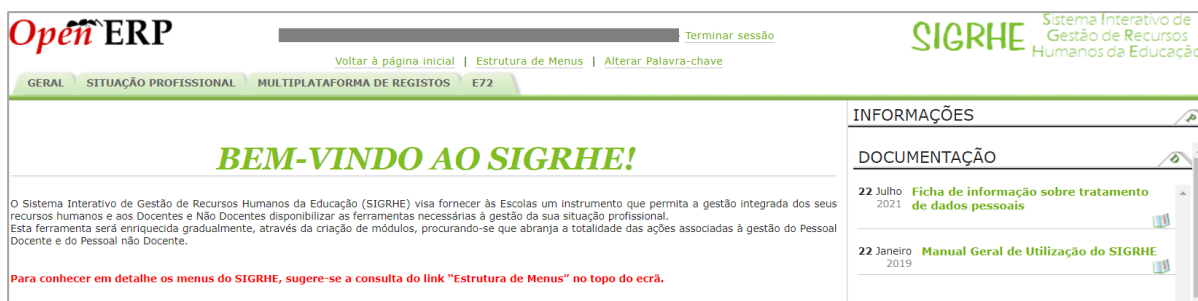 Open ERP
Terminar sessão
Voltar à página inicial | Estrutura de Menus | Alterar Palavra-chave
SIGRHE
Sistema Interativo de
Gestão de Recursos
Humanos da Educação
GERAL SITUAÇÃO PROFISSIONAL MULTIPLATAFORMA DE REGISTOS E72
BEM-VINDO AO SIGRHE!
O Sistema Interativo de Gestão de Recursos Humanos da Educação (SIGRHE) visa fornecer às Escolas um instrumento que permita a gestão integrada dos seus
recursos humanos e aos Docentes e Não Docentes disponibilizar as ferramentas necessárias à gestão da sua situação profissional.
Esta ferramenta será enriquecida gradualmente, através da criação de módulos, procurando-se que abranja a totalidade das ações associadas à gestão do Pessoal
Docente e do Pessoal não Docente.
Para conhecer em detalhe os menus do SIGRHE, sugere-se a consulta do link “Estrutura de Menus” no topo do ecrã.
INFORMAÇÕES
DOCUMENTAÇÃO
22 Julho Ficha de informação sobre tratamento
2021 de dados pessoais
22 Janeiro Manual Geral de Utilização do SIGRHE
2019